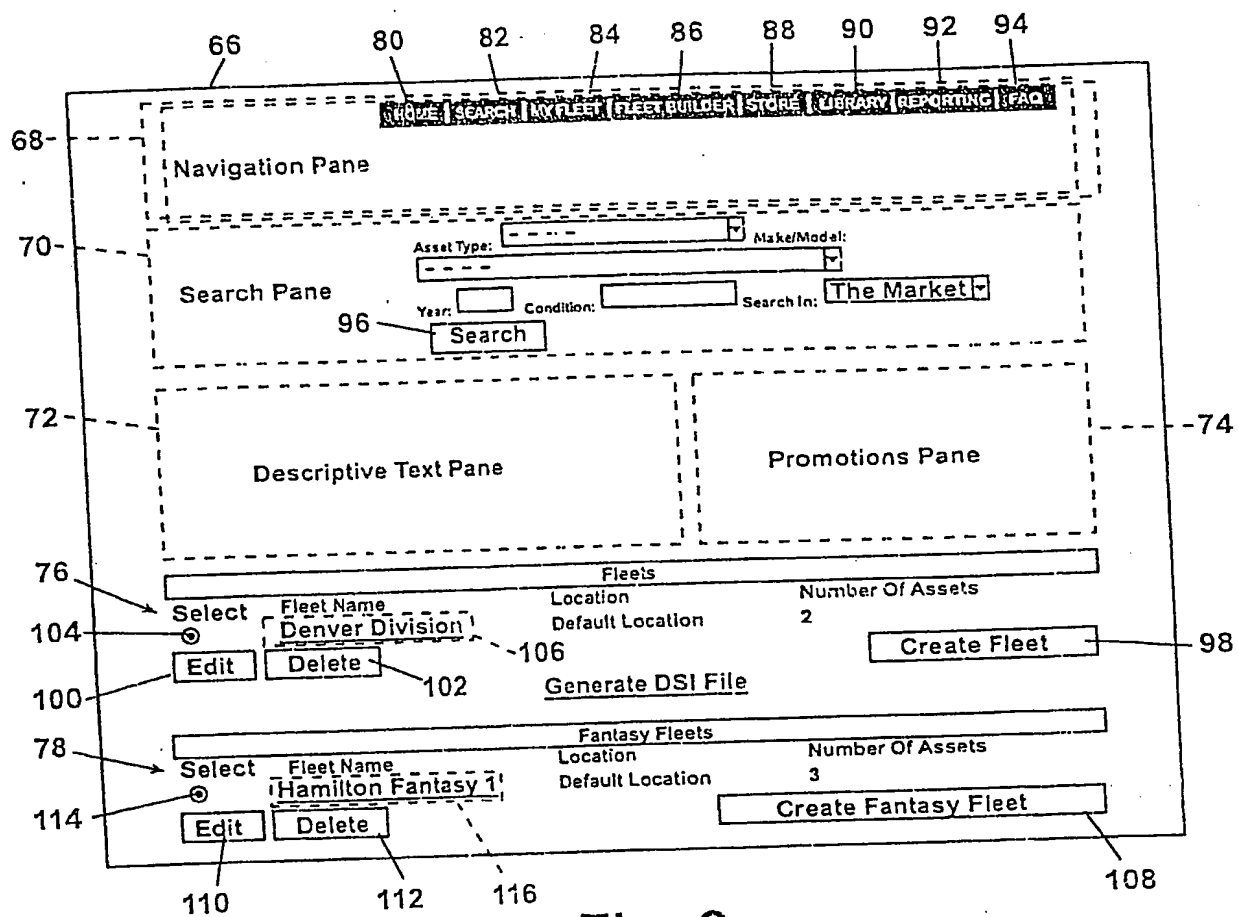 80 82 84 86 88 90 92 94
66
HOME | SEARCH | MY FLEET | FLEET BUILDER | STORE | LIBRARY | REPORTING | FAQ
68
Navigation Pane
70
Asset Type: - - - - Make/Model:
- - - -
Search Pane
Year: Condition: Search In: The Market
96 Search
72 74
Descriptive Text Pane Promotions Pane
Fleets
76
Select Fleet Name Location Number Of Assets
104 Denver Division Default Location 2
106
Edit Delete Create Fleet 98
100 102
Generate DSI File
Fantasy Fleets
78
Select Fleet Name Location Number Of Assets
114 Hamilton Fantasy 1 Default Location 3
Edit Delete Create Fantasy Fleet
110 112 116 108